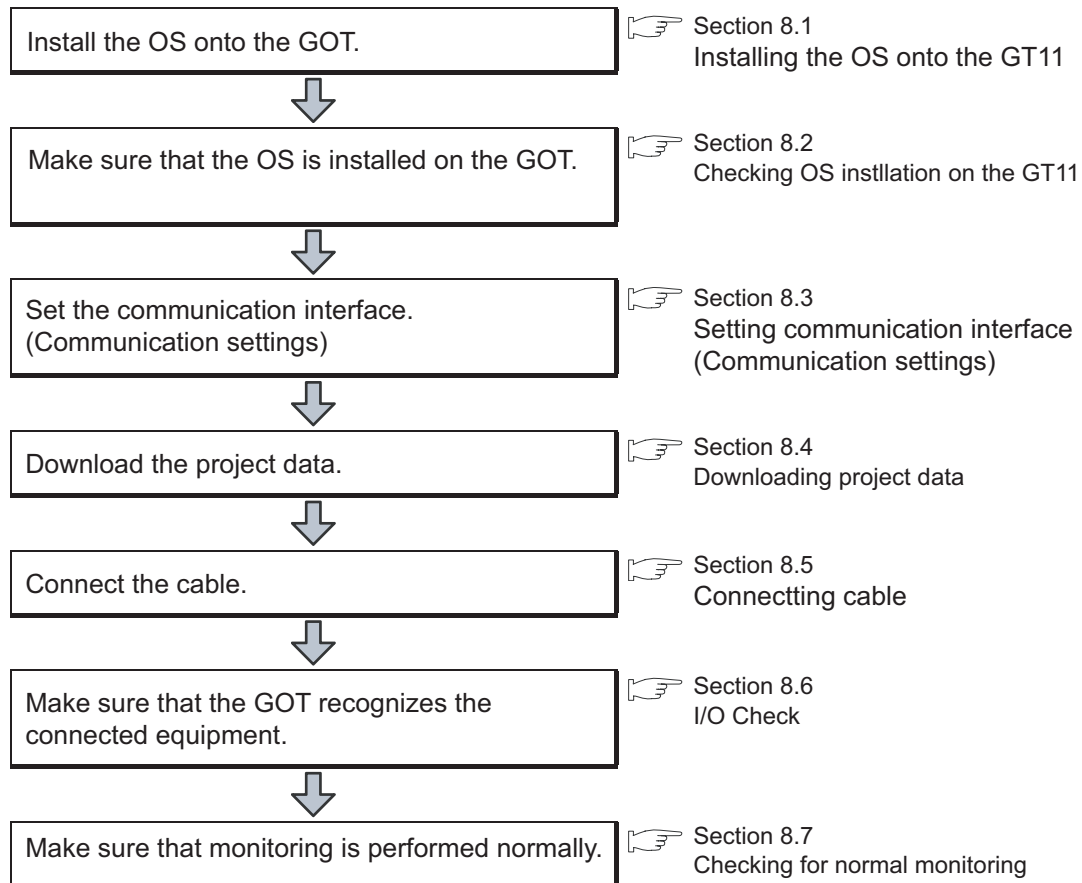 Install the OS onto the GOT.
Section 8.1
Installing the OS onto the GT11
Make sure that the OS is installed on the GOT.
Section 8.2
Checking OS instllation on the GT11
Set the communication interface.
(Communication settings)
Section 8.3
Setting communication interface
(Communication settings)
Download the project data.
Section 8.4
Downloading project data
Connect the cable.
Section 8.5
Connectting cable
Make sure that the GOT recognizes the
connected equipment.
Section 8.6
I/O Check
Make sure that monitoring is performed normally.
Section 8.7
Checking for normal monitoring